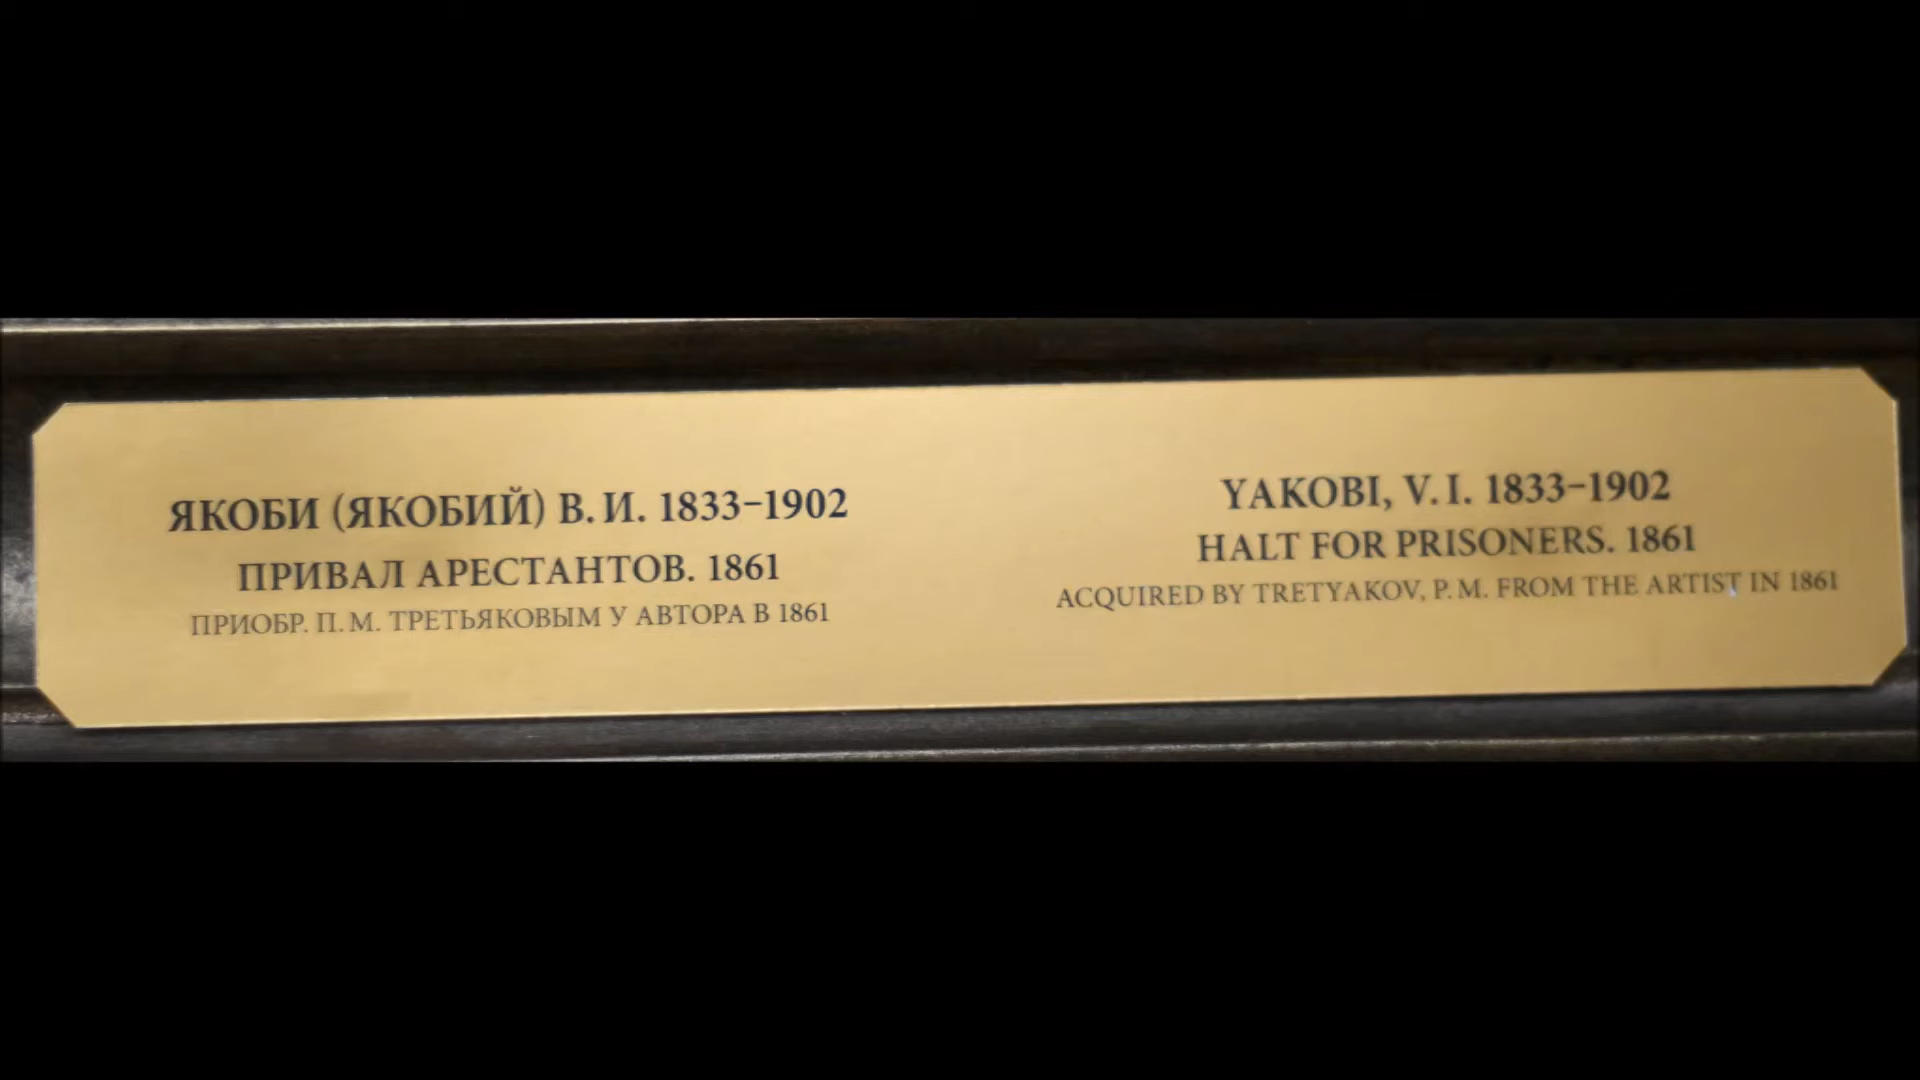 ЯКОБИ (ЯКОБИЙ) В. И. 1833–1902
ПРИВАЛ АРЕСТАНТОВ. 1861
ПРИОБР. П. М. ТРЕТЬЯКОВЫМ У АВТОРА В 1861
YAKOBI, V. I. 1833–1902
HALT FOR PRISONERS. 1861
ACQUIRED BY TRETYAKOV, P. M. FROM THE ARTIST IN 1861